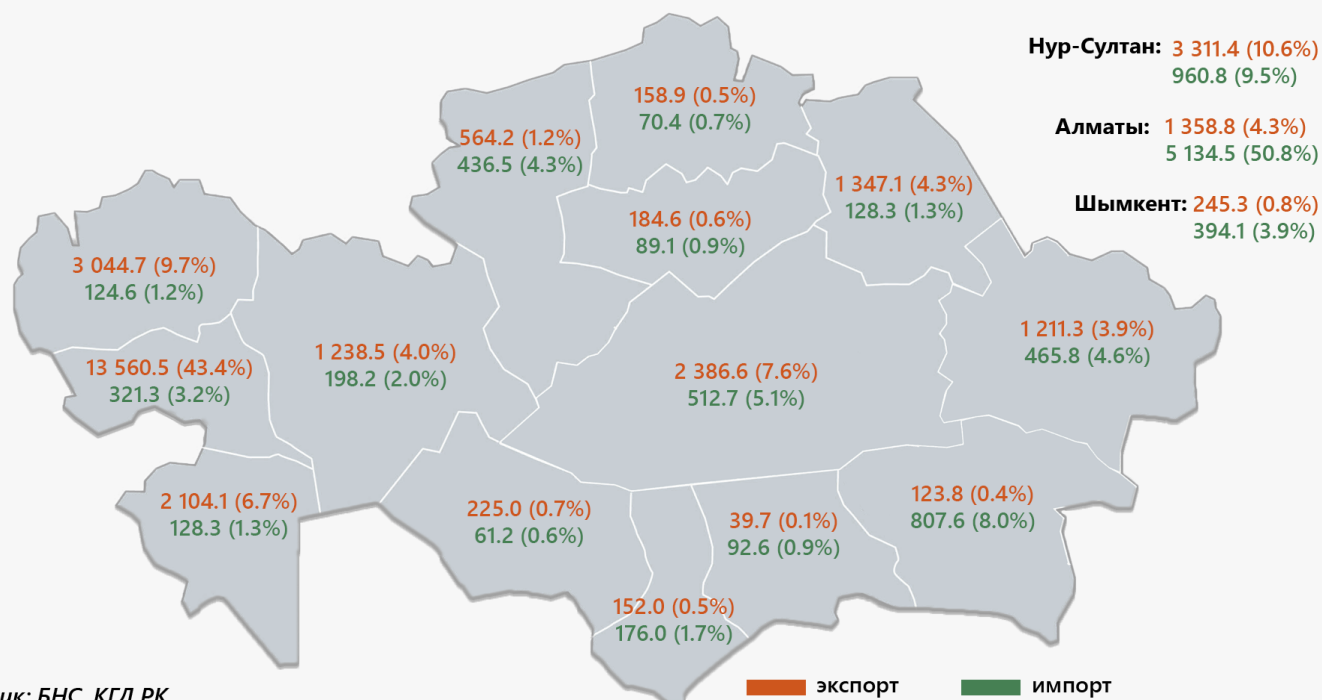 Нур-Султан: 3 311.4 (10.6%)
960.8 (9.5%)
Алматы: 1 358.8 (4.3%)
5 134.5 (50.8%)
Шымкент: 245.3 (0.8%)
394.1 (3.9%)
158.9 (0.5%)
70.4 (0.7%)
564.2 (1.2%)
436.5 (4.3%)
1 347.1 (4.3%)
128.3 (1.3%)
184.6 (0.6%)
89.1 (0.9%)
3 044.7 (9.7%)
124.6 (1.2%)
1 211.3 (3.9%)
465.8 (4.6%)
13 560.5 (43.4%)
321.3 (3.2%)
1 238.5 (4.0%)
198.2 (2.0%)
2 386.6 (7.6%)
512.7 (5.1%)
2 104.1 (6.7%)
128.3 (1.3%)
225.0 (0.7%)
61.2 (0.6%)
39.7 (0.1%)
92.6 (0.9%)
123.8 (0.4%)
807.6 (8.0%)
152.0 (0.5%)
176.0 (1.7%)
экспорт импорт
БНС, КГД РК